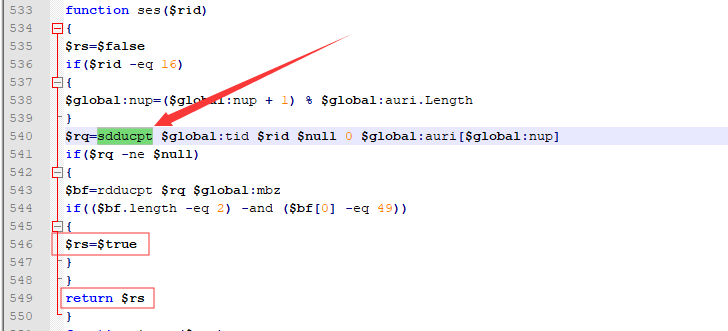 533 function ses($rid)
534 {
535 $rs=$false
536 if($rid -eq 16)
537 {
538 $global:nup=($global:nup + 1) % $global:auri.Length
539 }
540 $rq=sdducpt $global:tid $rid $null 0 $global:auri[$global:nup]
541 if($rq -ne $null)
542 {
543 $bf=rdducpt $rq $global:mbz
544 if(($bf.length -eq 2) -and ($bf[0] -eq 49))
545 {
546 $rs=$true
547 }
548 }
549 return $rs
550 }